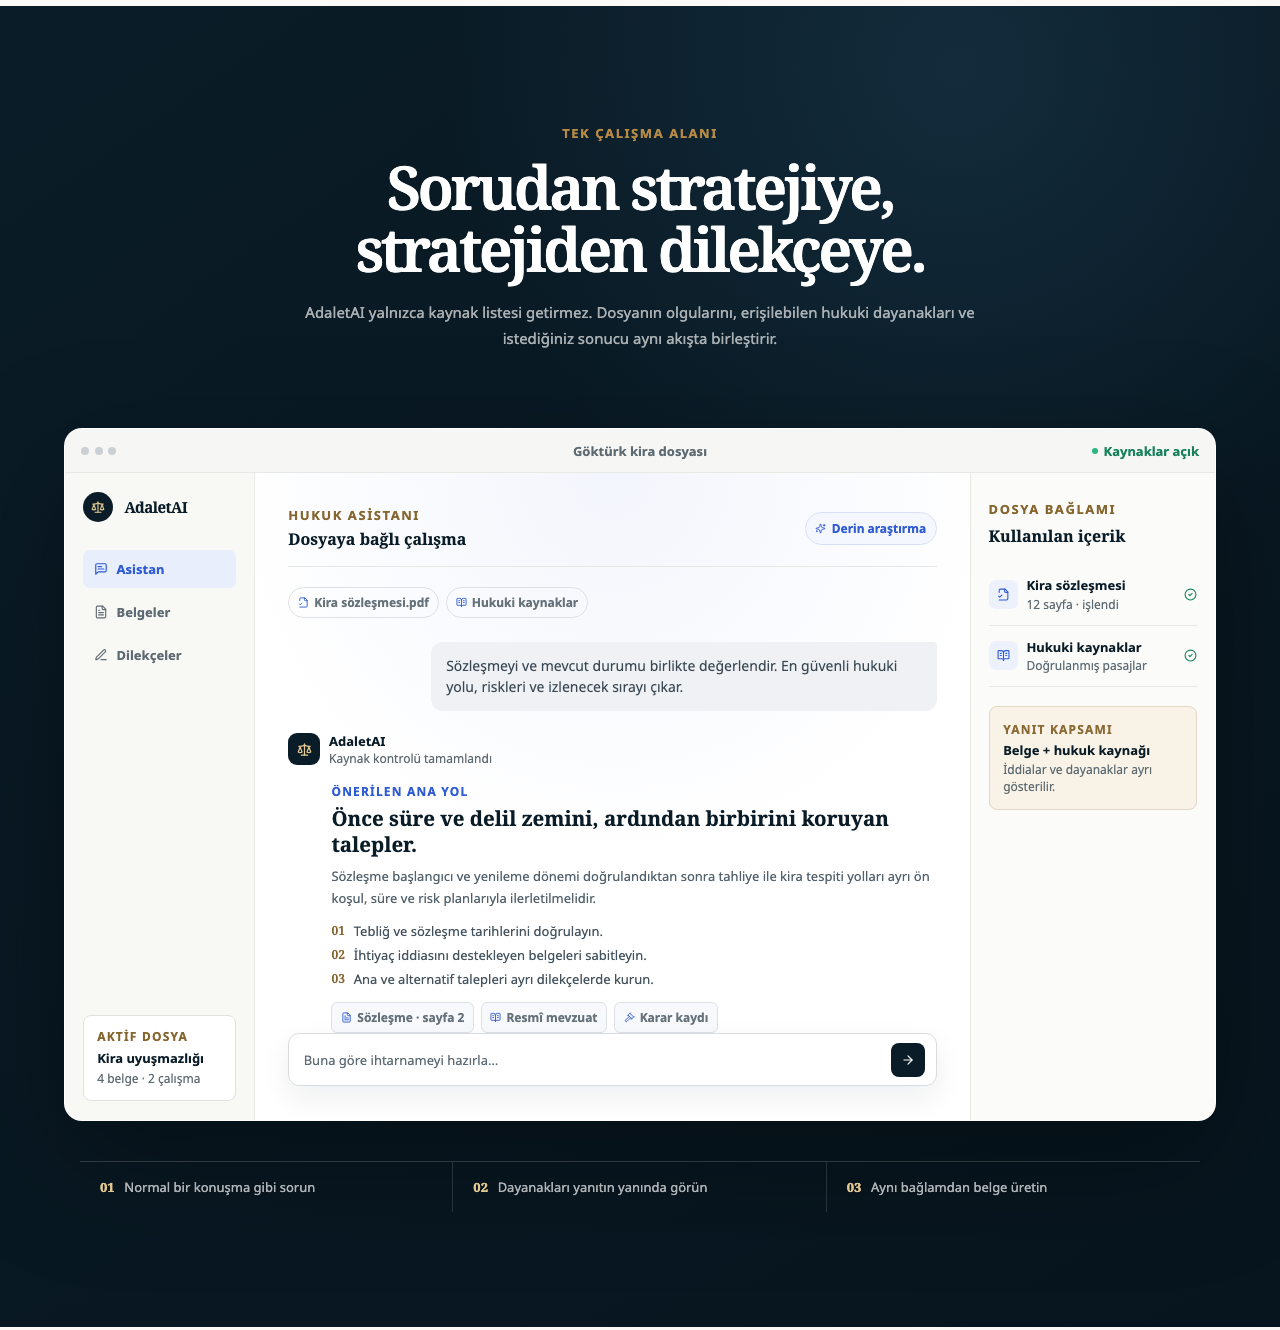 TEK ÇALIŞMA ALANI
Sorudan stratejiye,
stratejiden dilekçeye.
AdaletAI yalnızca kaynak listesi getirmez. Dosyanın olgularını, erişilebilen hukuki dayanakları ve
istediğiniz sonucu aynı akışta birleştirir.
Göktürk kira dosyası
Kaynaklar açık
AdaletAI
Asistan
Belgeler
Dilekçeler
AKTİF DOSYA
Kira uyuşmazlığı
4 belge · 2 çalışma
HUKUK ASİSTANI
Dosyaya bağlı çalışma
Derin araştırma
Kira sözleşmesi.pdf
Hukuki kaynaklar
Sözleşmeyi ve mevcut durumu birlikte değerlendir. En güvenli hukuki
yolu, riskleri ve izlenecek sırayı çıkar.
AdaletAI
Kaynak kontrolü tamamlandı
ÖNERİLEN ANA YOL
Önce süre ve delil zemini, ardından birbirini koruyan
talepler.
Sözleşme başlangıcı ve yenileme dönemi doğrulandıktan sonra tahliye ile kira tespiti yolları ayrı ön
koşul, süre ve risk planlarıyla ilerletilmelidir.
01 Tebliğ ve sözleşme tarihlerini doğrulayın.
02 İhtiyaç iddiasını destekleyen belgeleri sabitleyin.
03 Ana ve alternatif talepleri ayrı dilekçelerde kurun.
Sözleşme · sayfa 2
Resmî mevzuat
Karar kaydı
Buna göre ihtarnameyi hazırla...
DOSYA BAĞLAMI
Kullanılan içerik
Kira sözleşmesi
12 sayfa · işlendi
Hukuki kaynaklar
Doğrulanmış pasajlar
YANIT KAPSAMI
Belge + hukuk kaynağı
İddialar ve dayanaklar ayrı
gösterilir.
01 Normal bir konuşma gibi sorun
02 Dayanakları yanıtın yanında görün
03 Aynı bağlamdan belge üretin